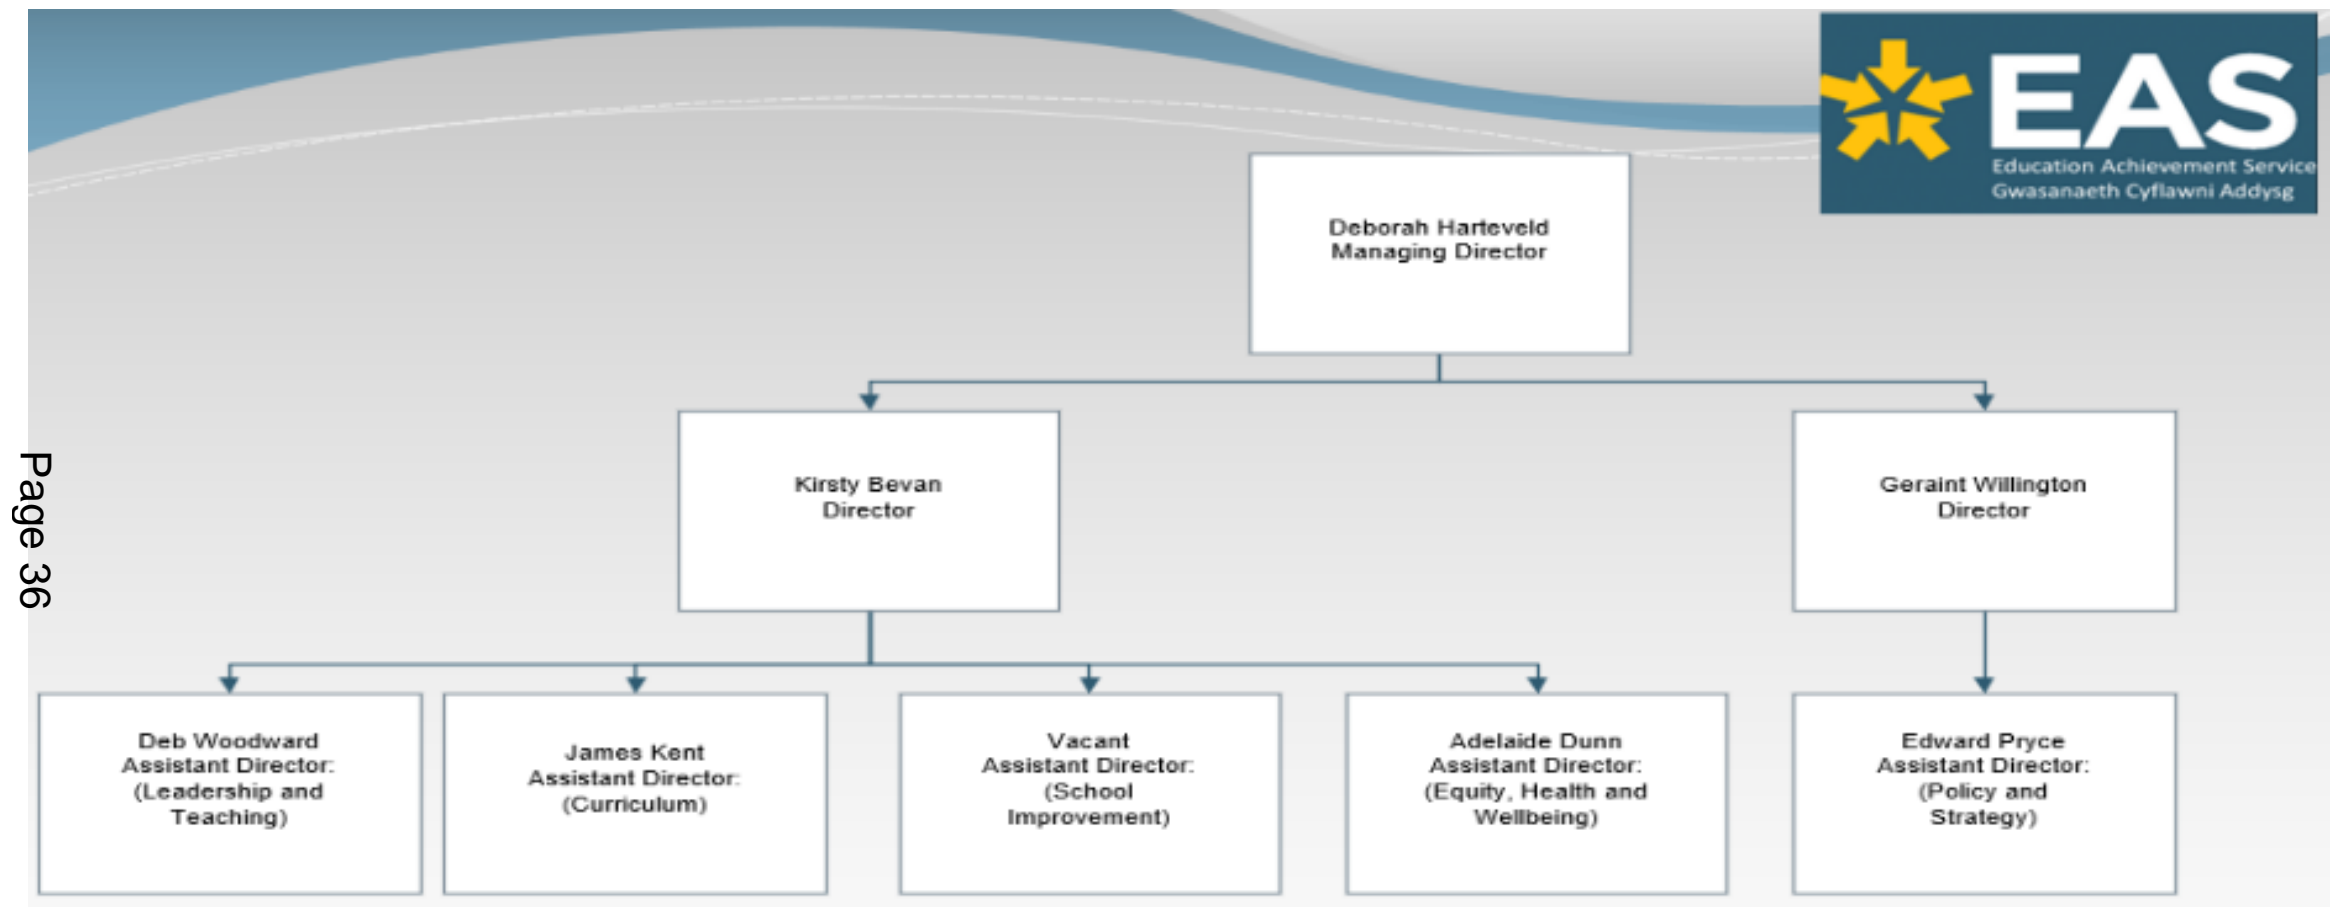 EAS
Education Achievement Service
Gwasanaeth Cyflawni Addysg
Deborah Harteveld
Managing Director
Kirsty Bevan
Director
Geraint Willington
Director
Deb Woodward
Assistant Director:
(Leadership and
Teaching)
James Kent
Assistant Director:
(Curriculum)
Vacant
Assistant Director:
(School
Improvement)
Adelaide Dunn
Assistant Director:
(Equity, Health and
Wellbeing)
Edward Pryce
Assistant Director:
(Policy and
Strategy)
Page 36